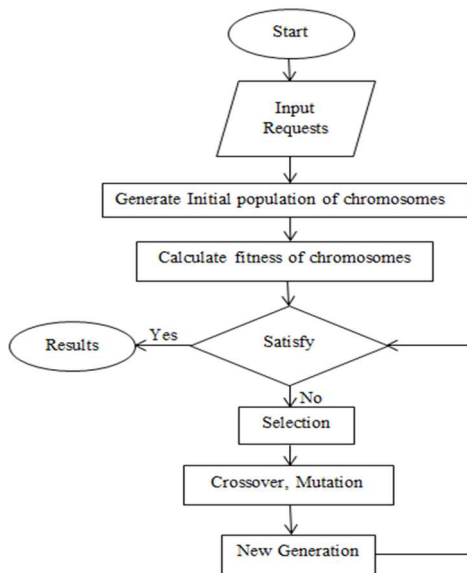 Start
Input
Requests
Generate Initial population of chromosomes
Calculate fitness of chromosomes
Satisfy
Yes
Results
No
Selection
Crossover, Mutation
New Generation